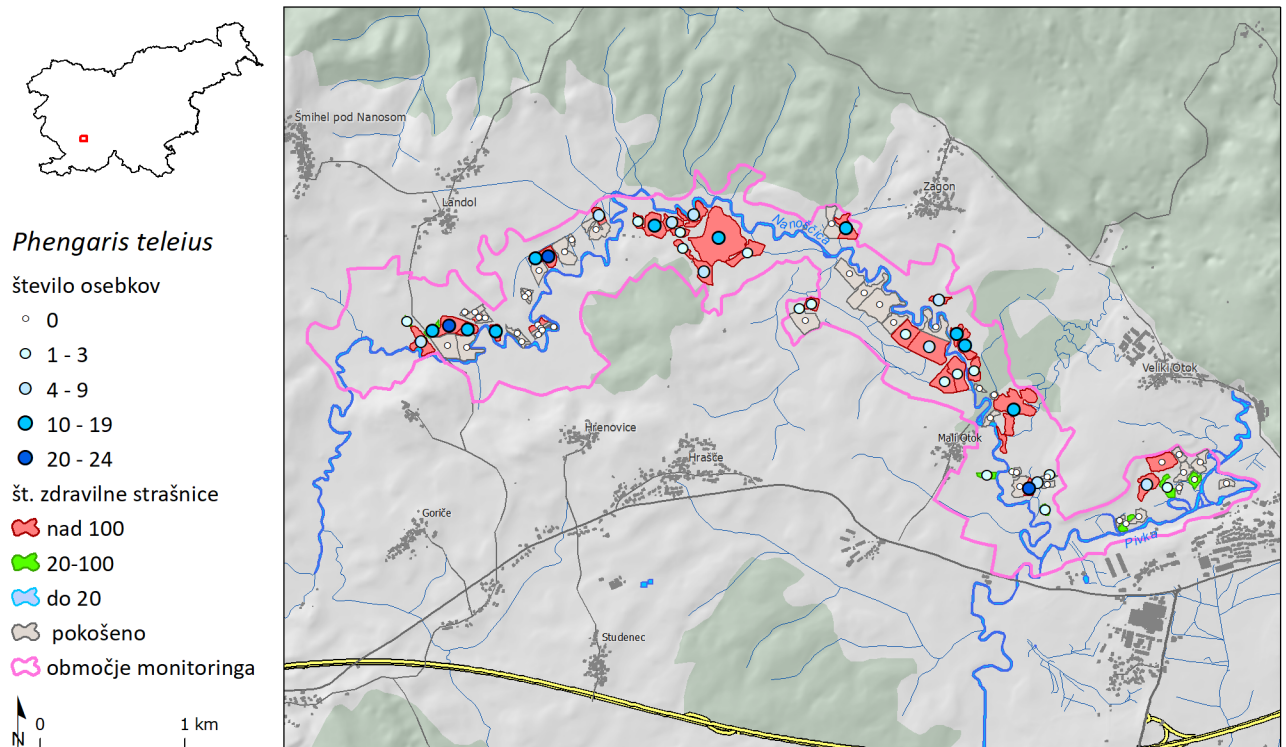 Phengaris teleius
število osebkov
0
1 - 3
4 - 9
10 - 19
20 - 24
št. zdravilne strašnice
nad 100
20-100
do 20
pokošeno
območje monitoringa
N
0
1 km
Šmihel pod Nanosom
Landol
Zagon
Nanoščica
Veliki Otok
Mali Otok
Hrenovice
Hrašče
Goriče
Pivka
Studenec